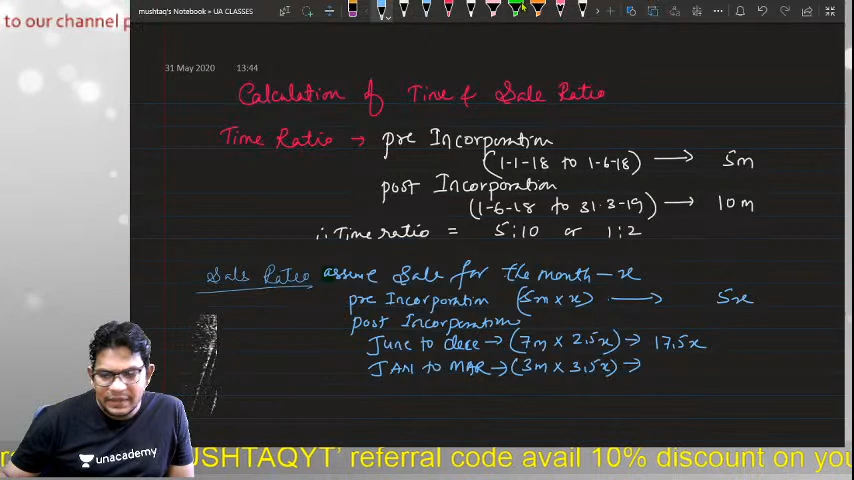 to our channel p
mushtaq's Notebook » UA CLASSES
31 May 2020 13:44
Calculation of Time & Sale Ratio
Time Ratio → pre Incorporation
(1-1-18 to 1-6-18) → 5m
post Incorporation
(1-6-18 to 31.3-19) → 10m
∴ Time ratio = 5:10 or 1:2
Sals Ratio assume Sale for the month - x
pre Incorporation (5m × x) → 5x
post Incorporation
June to dece → (7m × 2.5x) → 17.5x
JAN to MAR → (3m × 3.5x) →
unacademy
USHTAQYT' referral code avail 10% discount on you